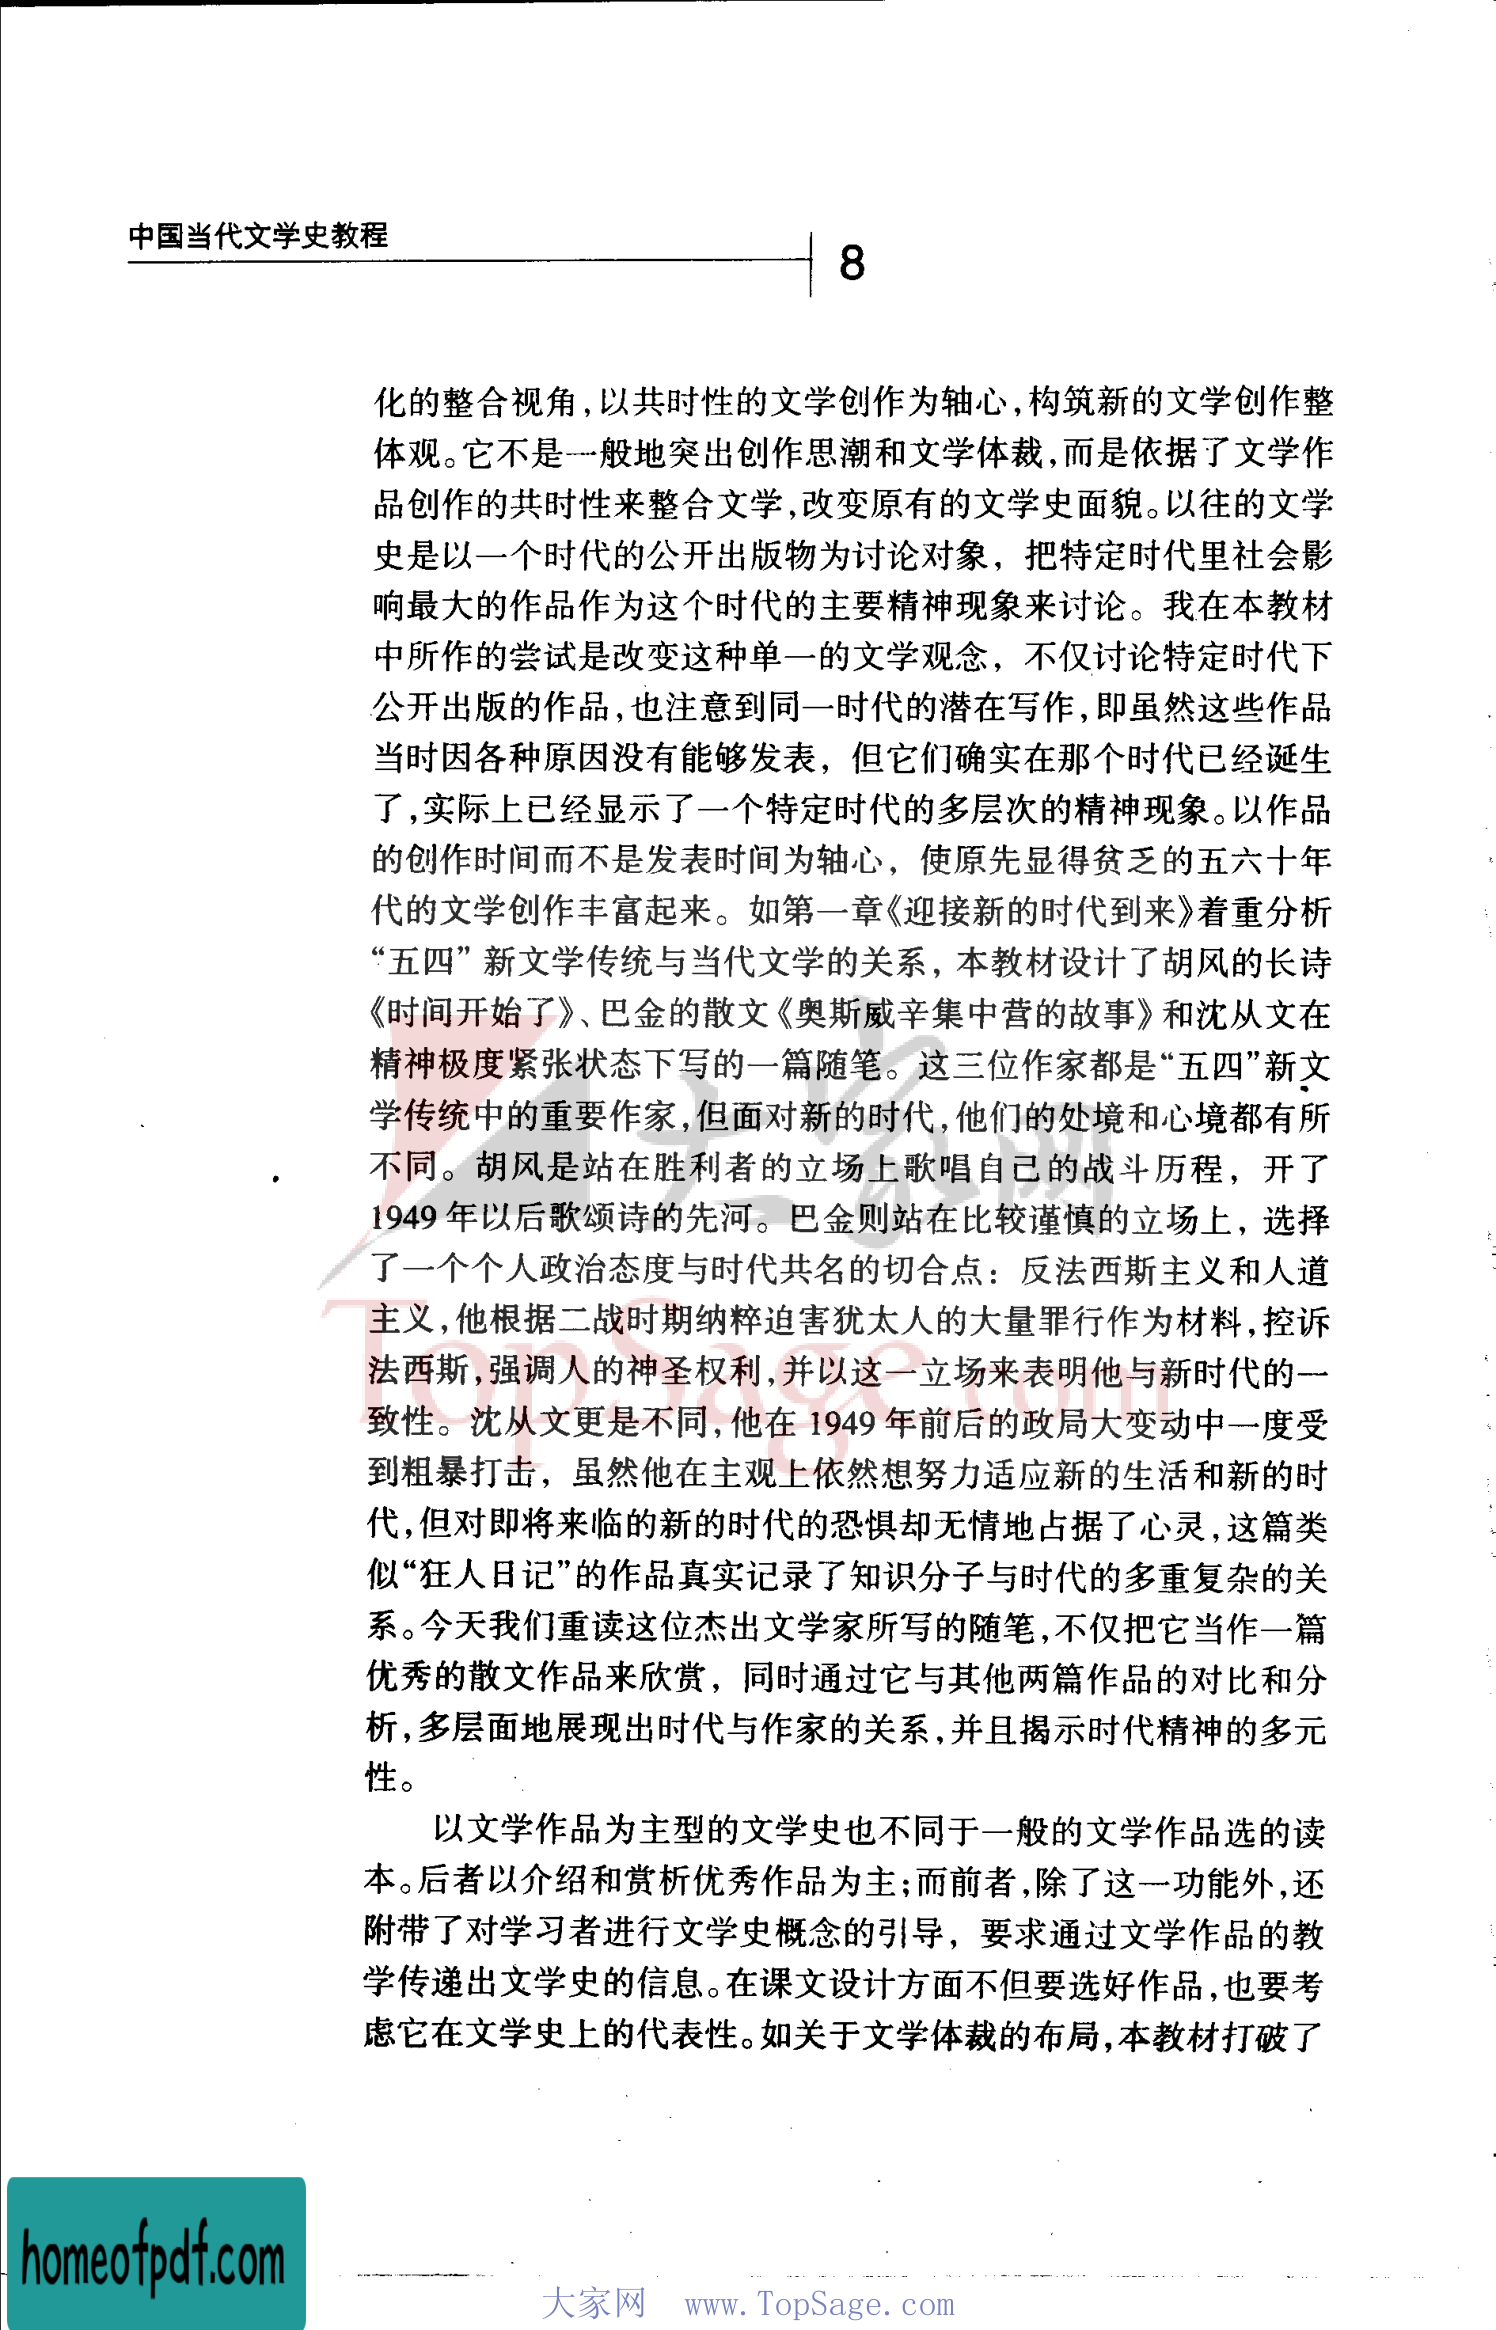 中国当代文学史教程
8
化的整合视角,以共时性的文学创作为轴心,构筑新的文学创作整
体观。它不是一般地突出创作思潮和文学体裁,而是依据了文学作
品创作的共时性来整合文学,改变原有的文学史面貌。以往的文学
史是以一个时代的公开出版物为讨论对象，把特定时代里社会影
响最大的作品作为这个时代的主要精神现象来讨论。我在本教材
中所作的尝试是改变这种单一的文学观念，不仅讨论特定时代下
公开出版的作品,也注意到同一时代的潜在写作,即虽然这些作品
当时因各种原因没有能够发表，但它们确实在那个时代已经诞生
了,实际上已经显示了一个特定时代的多层次的精神现象。以作品
的创作时间而不是发表时间为轴心，使原先显得贫乏的五六十年
代的文学创作丰富起来。如第一章《迎接新的时代到来》着重分析
“五四”新文学传统与当代文学的关系，本教材设计了胡风的长诗
《时间开始了》、巴金的散文《奥斯威辛集中营的故事》和沈从文在
精神极度紧张状态下写的一篇随笔。这三位作家都是“五四”新文
学传统中的重要作家,但面对新的时代,他们的处境和心境都有所
不同。胡风是站在胜利者的立场上歌唱自己的战斗历程，开了
1949年以后歌颂诗的先河。巴金则站在比较谨慎的立场上，选择
了一个个人政治态度与时代共名的切合点：反法西斯主义和人道
主义,他根据二战时期纳粹迫害犹太人的大量罪行作为材料,控诉
法西斯,强调人的神圣权利,并以这一立场来表明他与新时代的一
致性。沈从文更是不同,他在1949年前后的政局大变动中一度受
到粗暴打击，虽然他在主观上依然想努力适应新的生活和新的时
代,但对即将来临的新的时代的恐惧却无情地占据了心灵,这篇类
似“狂人日记”的作品真实记录了知识分子与时代的多重复杂的关
系。今天我们重读这位杰出文学家所写的随笔,不仅把它当作一篇
优秀的散文作品来欣赏，同时通过它与其他两篇作品的对比和分
析,多层面地展现出时代与作家的关系,并且揭示时代精神的多元
性。
以文学作品为主型的文学史也不同于一般的文学作品选的读
本。后者以介绍和赏析优秀作品为主;而前者,除了这一功能外,还
附带了对学习者进行文学史概念的引导，要求通过文学作品的教
学传递出文学史的信息。在课文设计方面不但要选好作品,也要考
虑它在文学史上的代表性。如关于文学体裁的布局,本教材打破了
大家网
TopSage.com
homeofpdf.com
大家网 www.TopSage.com